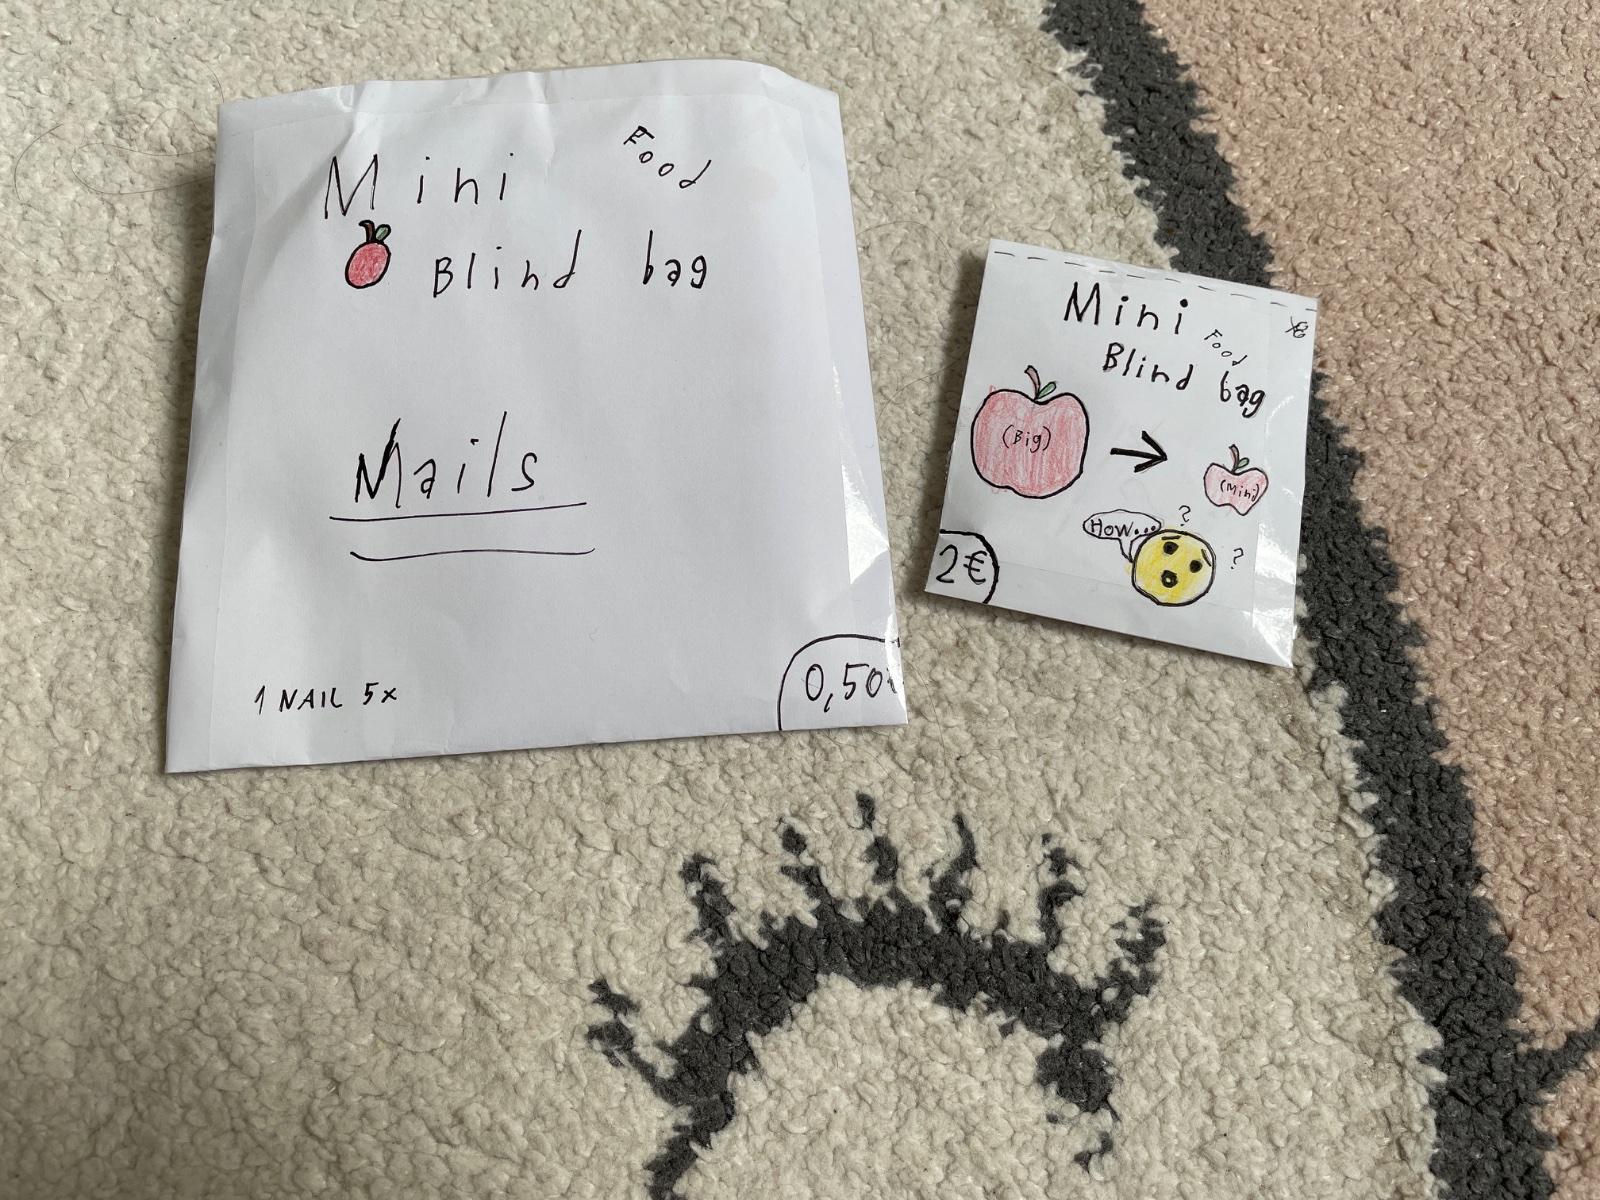 Mini Food
Blind bag
Mails
1 NAIL 5x
0,50
Mini Food
Blind bag
(Big)
(Mini)
How...
?
?
2€